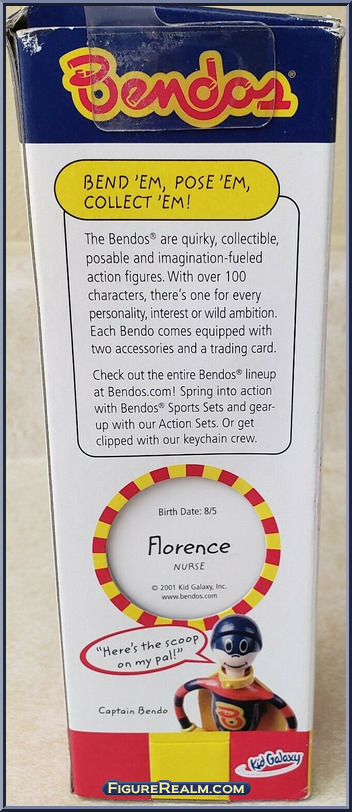 Bendos®
BEND 'EM, POSE 'EM,
COLLECT 'EM!
The Bendos® are quirky, collectible,
posable and imagination-fueled
action figures. With over 100
characters, there's one for every
personality, interest or wild ambition.
Each Bendo comes equipped with
two accessories and a trading card.
Check out the entire Bendos® lineup
at Bendos.com! Spring into action
with Bendos® Sports Sets and gear-
up with our Action Sets. Or get
clipped with our keychain crew.
Birth Date: 8/5
Florence
NURSE
© 2001 Kid Galaxy, Inc.
www.bendos.com
"Here's the scoop
on my pal!"
Captain Bendo
B
Kid Galaxy
FigureRealm.com